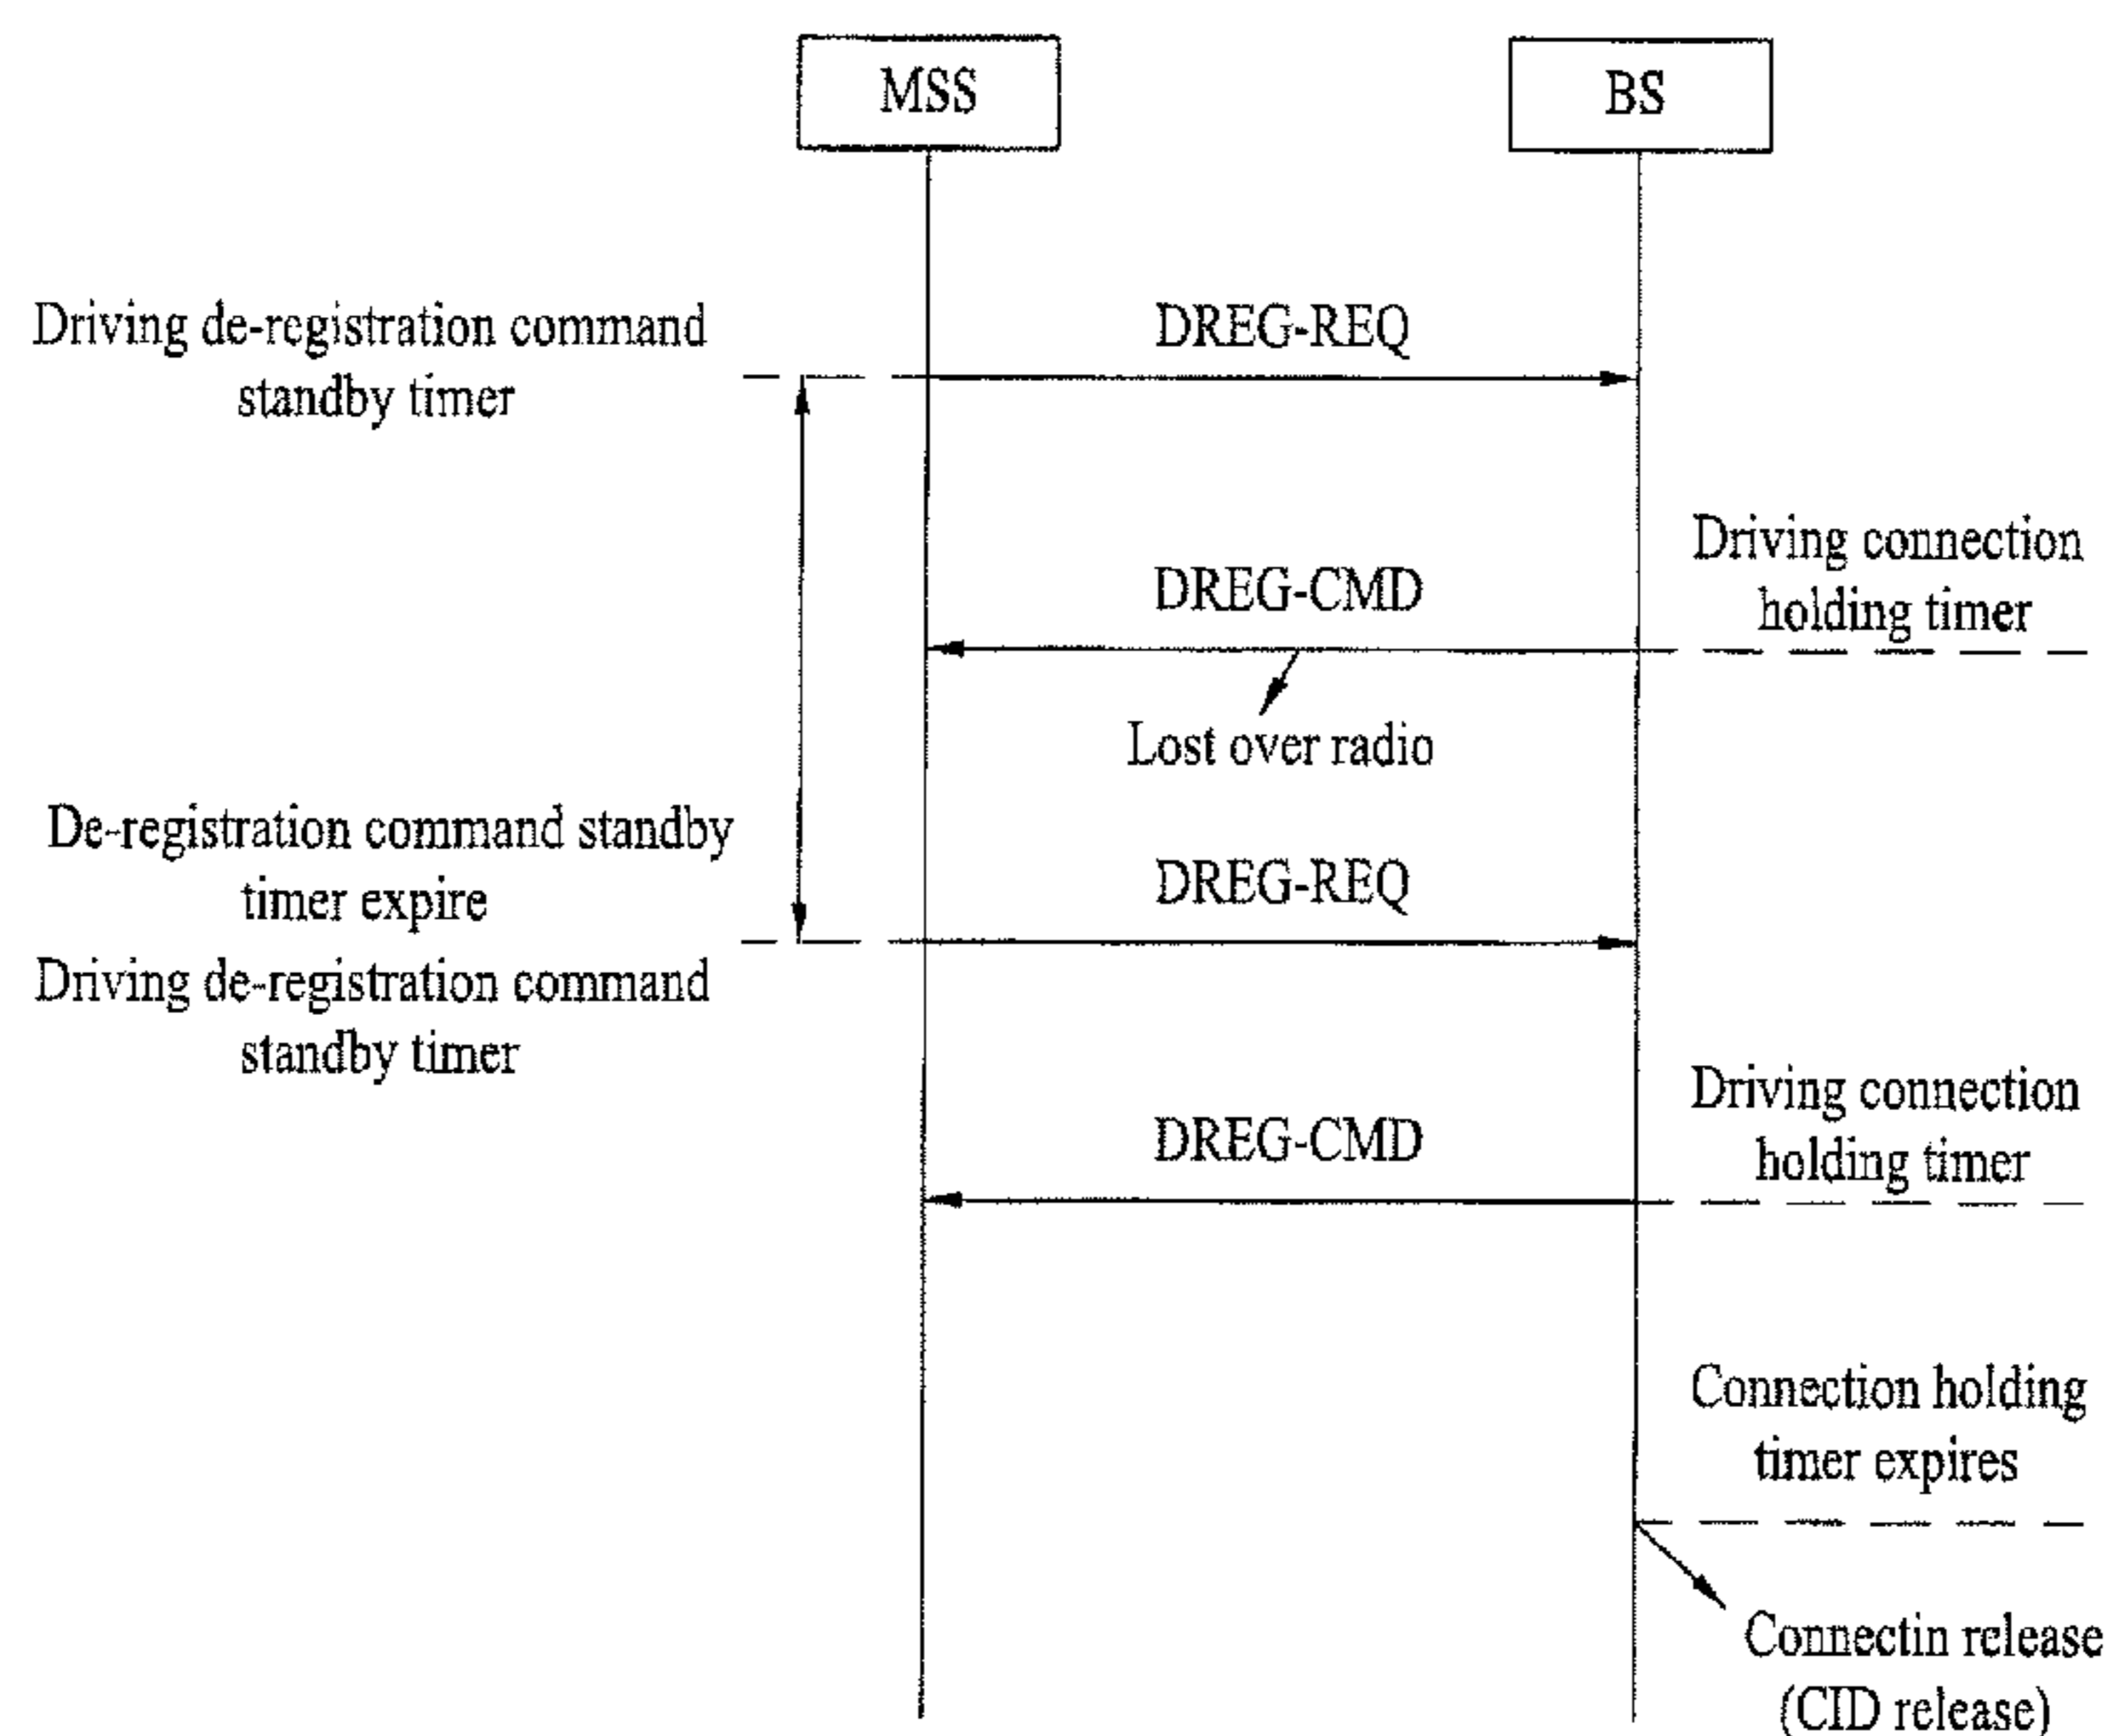 MSS
BS
Driving de-registration command
standby timer
DREG-REQ
Driving connection
holding timer
DREG-CMD
Lost over radio
De-registration command standby
timer expire
DREG-REQ
Driving de-registration command
standby timer
Driving connection
holding timer
DREG-CMD
Connection holding
timer expires
Connectin release
(CID release)